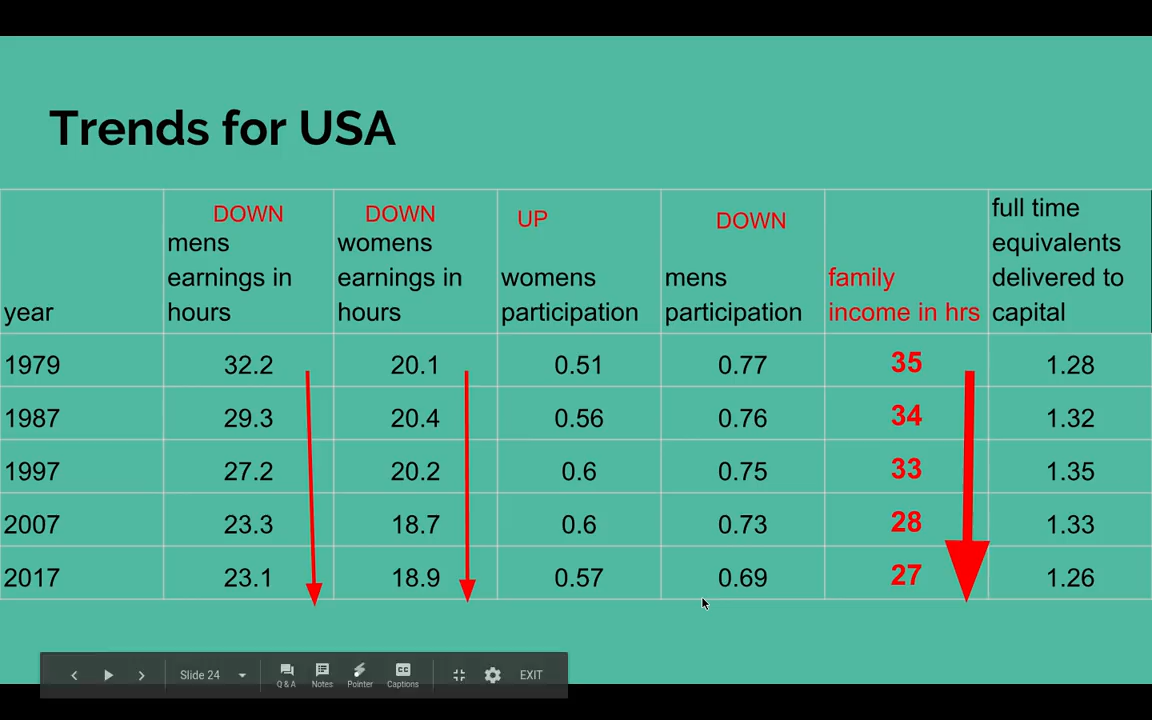 Trends for USA
DOWN
DOWN
UP
DOWN
year
mens
earnings in
hours
womens
earnings in
hours
womens
participation
mens
participation
family
income in hrs
full time
equivalents
delivered to
capital
1979 32.2 20.1 0.51 0.77 35 1.28
1987 29.3 20.4 0.56 0.76 34 1.32
1997 27.2 20.2 0.6 0.75 33 1.35
2007 23.3 18.7 0.6 0.73 28 1.33
2017 23.1 18.9 0.57 0.69 27 1.26
Slide 24
Q & A
Notes
Pointer
CC
Captions
EXIT